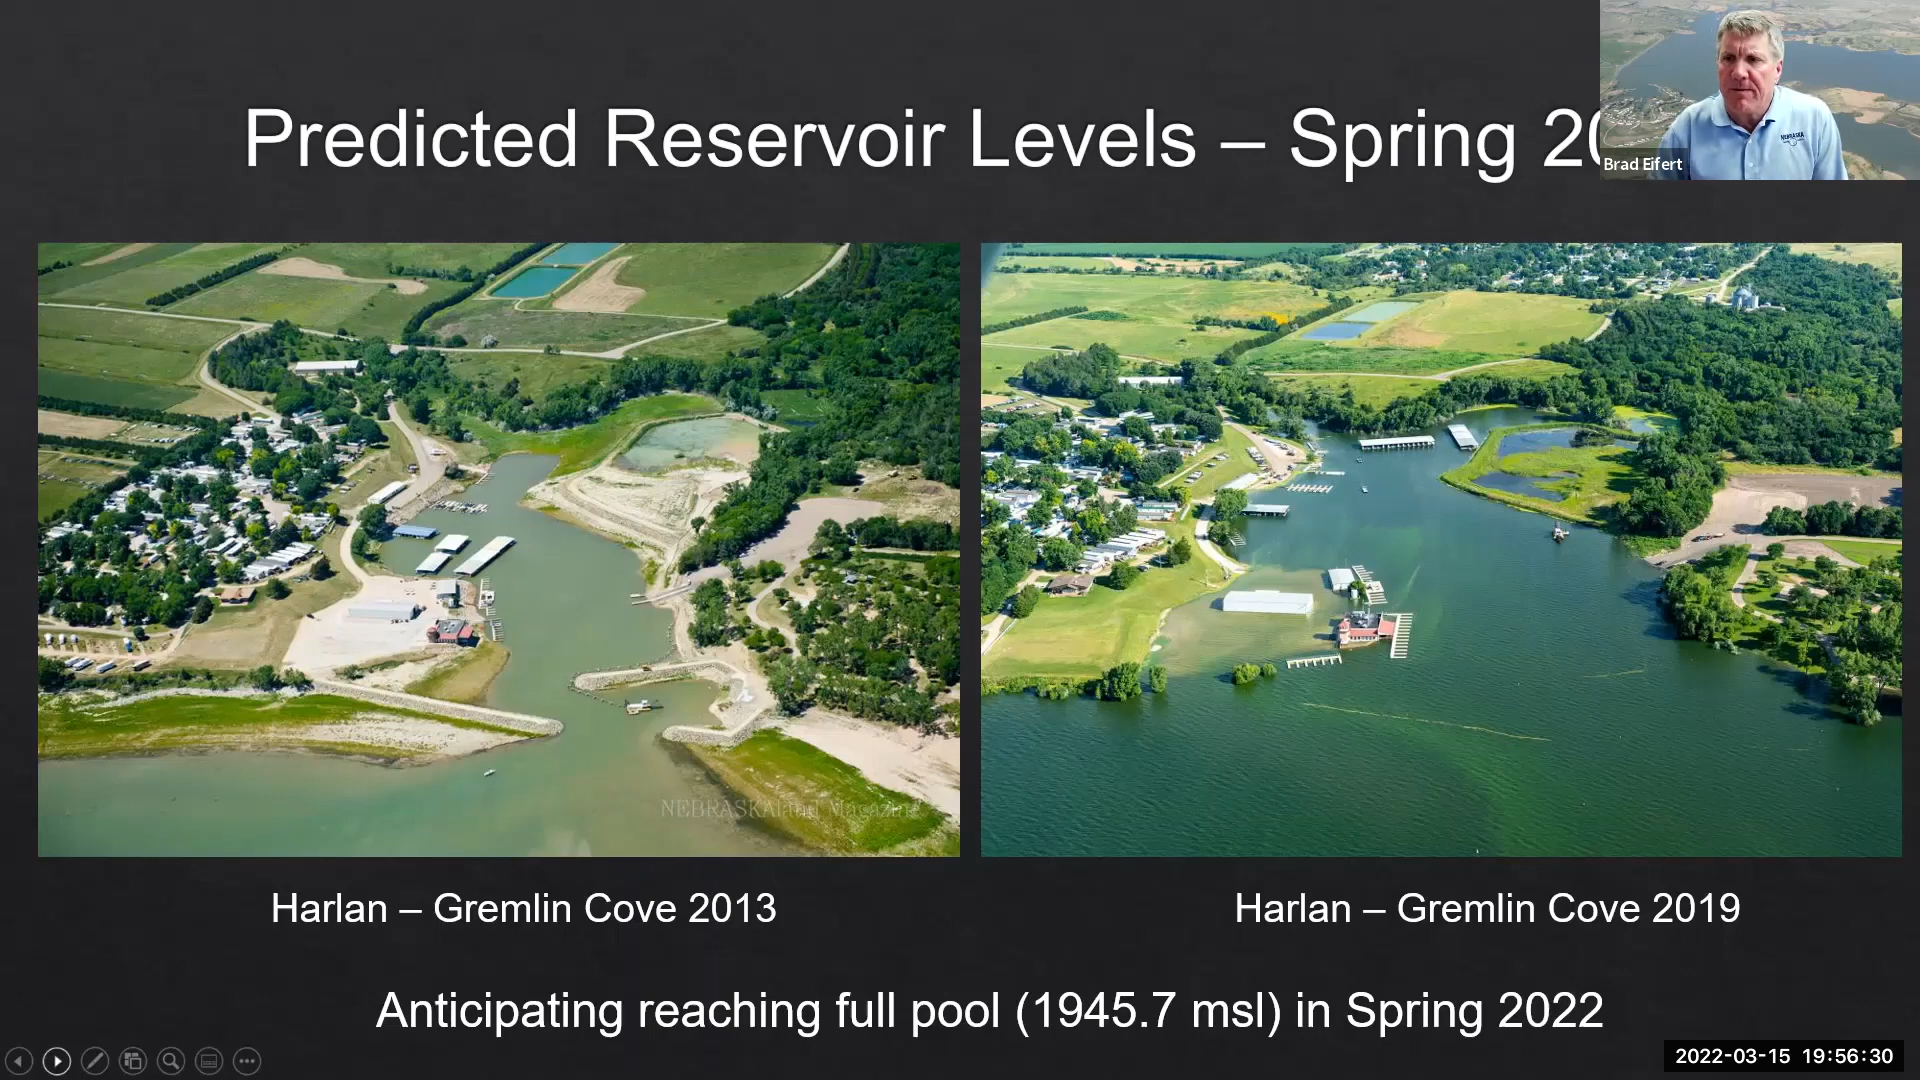 Predicted Reservoir Levels – Spring 20
Brad Eifert
NEBRASKA
NEBRASKAland Magazine
Harlan – Gremlin Cove 2013
Harlan – Gremlin Cove 2019
Anticipating reaching full pool (1945.7 msl) in Spring 2022
2022-03-15 19:56:30